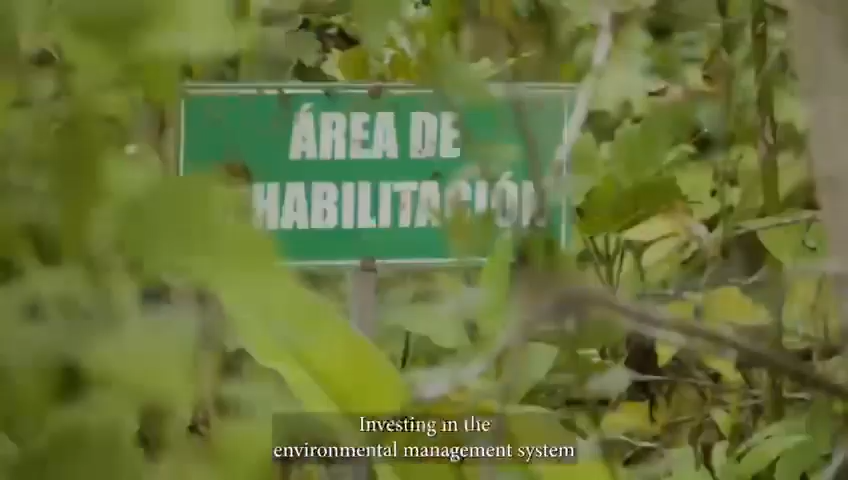 ÁREA DE
HABILITACIÓN
Investing in the
environmental management system